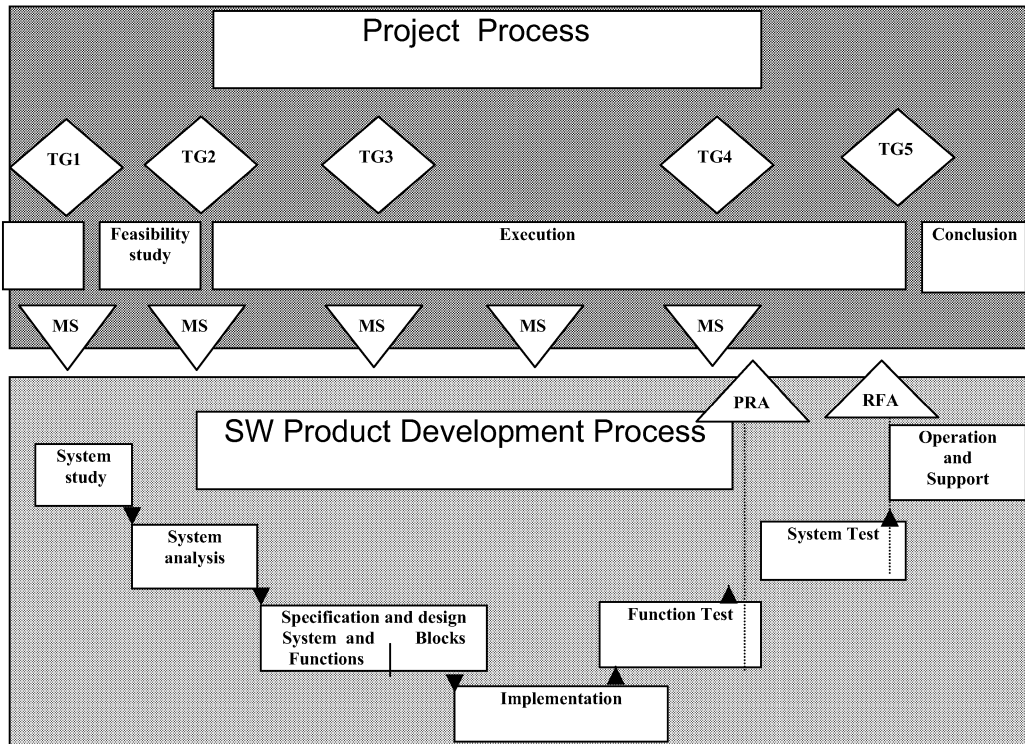 Project  Process
TG1
TG2
TG3
TG4
TG5
Feasibility
study
Execution
Conclusion
MS
MS
MS
MS
MS
PRA
RFA
SW Product Development Process
Operation
and
Support
System
study
System
analysis
System Test
Specification and design
System  and
Functions
Blocks
Function Test
Implementation